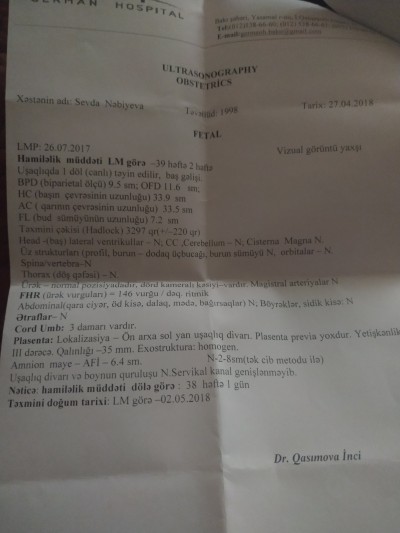 GERMAN HOSPITAL
ULTRASONOGRAPHY
OBSTETRICS
Xəstənin adı: Sevda Nəbiyeva
Təvəllüd: 1998
Tarix: 27.04.2018
FETAL
LMP: 26.07.2017
Vizual görüntü yaxşı
Hamiləlik müddəti LM görə –39 həftə 2 həftə
Uşaqlıqda 1 döl (canlı) təyin edilir, baş gəlişi
BPD (biparietal ölçü) 9.5 sm; OFD 11.6 sm;
HC (başın çevrəsinin uzunluğu) 33.9 sm
AC ( qarının çevrəsinin uzunluğu) 33.5 sm
FL (bud sümüyünün uzunluğu) 7.2 sm
Təxmini çəkisi (Hadlock) 3297 qr(+/–220 qr)
Head -(baş) lateral ventrikullar – N; CC ,Cerebellum – N; Cisterna Magna N.
Üz strukturları (profil, burun – dodaq üçbucağı, burun sümüyü N, orbitalar – N.
Spine/vertebra–N
Thorax (döş qəfəsi) – N.
Ürək – normal pozisiyadadır, dörd kameralı kəsiyi–vardır. Magistral arteriyalar N
FHR (ürək vurğuları) = 146 vurğu / dəq. ritmik
Abdominal(qara ciyər, öd kisə, dalaq, mədə, bağırsaqlar) N; Böyrəklər, sidik kisə: N
Ətraflar– N
Cord Umb: 3 damarı vardır.
Plasenta: Lokalizasiya – Ön arxa sol yan uşaqlıq divarı. Plasenta previa yoxdur. Yetişkənlik
III dərəcə. Qalınlığı –35 mm. Exostruktura: homogen.
Amnion maye – AFI – 6.4 sm. N-2-8sm(tək cib metodu ilə)
Uşaqlıq divarı və boynun quruluşu N.Servikal kanal genişlənməyib.
Nəticə: hamiləlik müddəti dölə görə : 38 həftə 1 gün
Təxmini doğum tarixi: LM görə –02.05.2018
Dr. Qasımova İnci